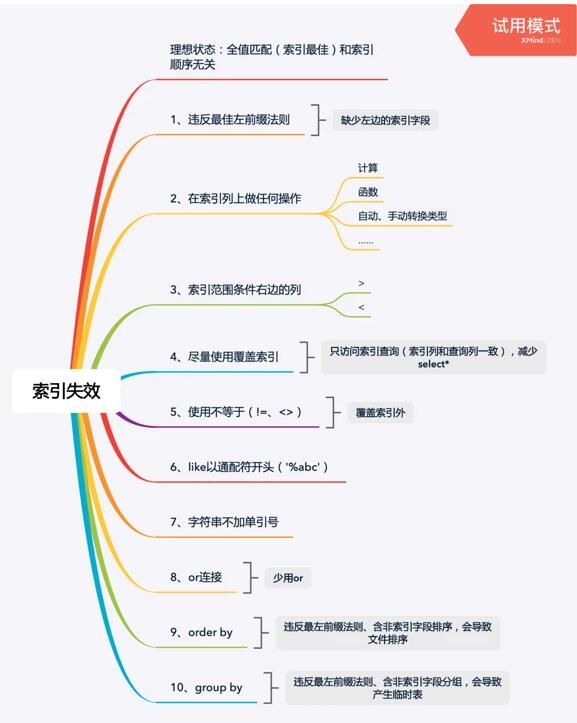 试用模式
XMind:ZEN
理想状态：全值匹配（索引最佳）和索引
顺序无关
1、违反最佳左前缀法则
缺少左边的索引字段
2、在索引列上做任何操作
计算
函数
自动、手动转换类型
......
3、索引范围条件右边的列
>
<
4、尽量使用覆盖索引
只访问索引查询（索引列和查询列一致），减少
select*
索引失效
5、使用不等于（!=、<>）
覆盖索引外
6、like以通配符开头（'%abc'）
7、字符串不加单引号
8、or连接
少用or
9、order by
违反最左前缀法则、含非索引字段排序，会导致
文件排序
10、group by
违反最左前缀法则、含非索引字段分组，会导致
产生临时表